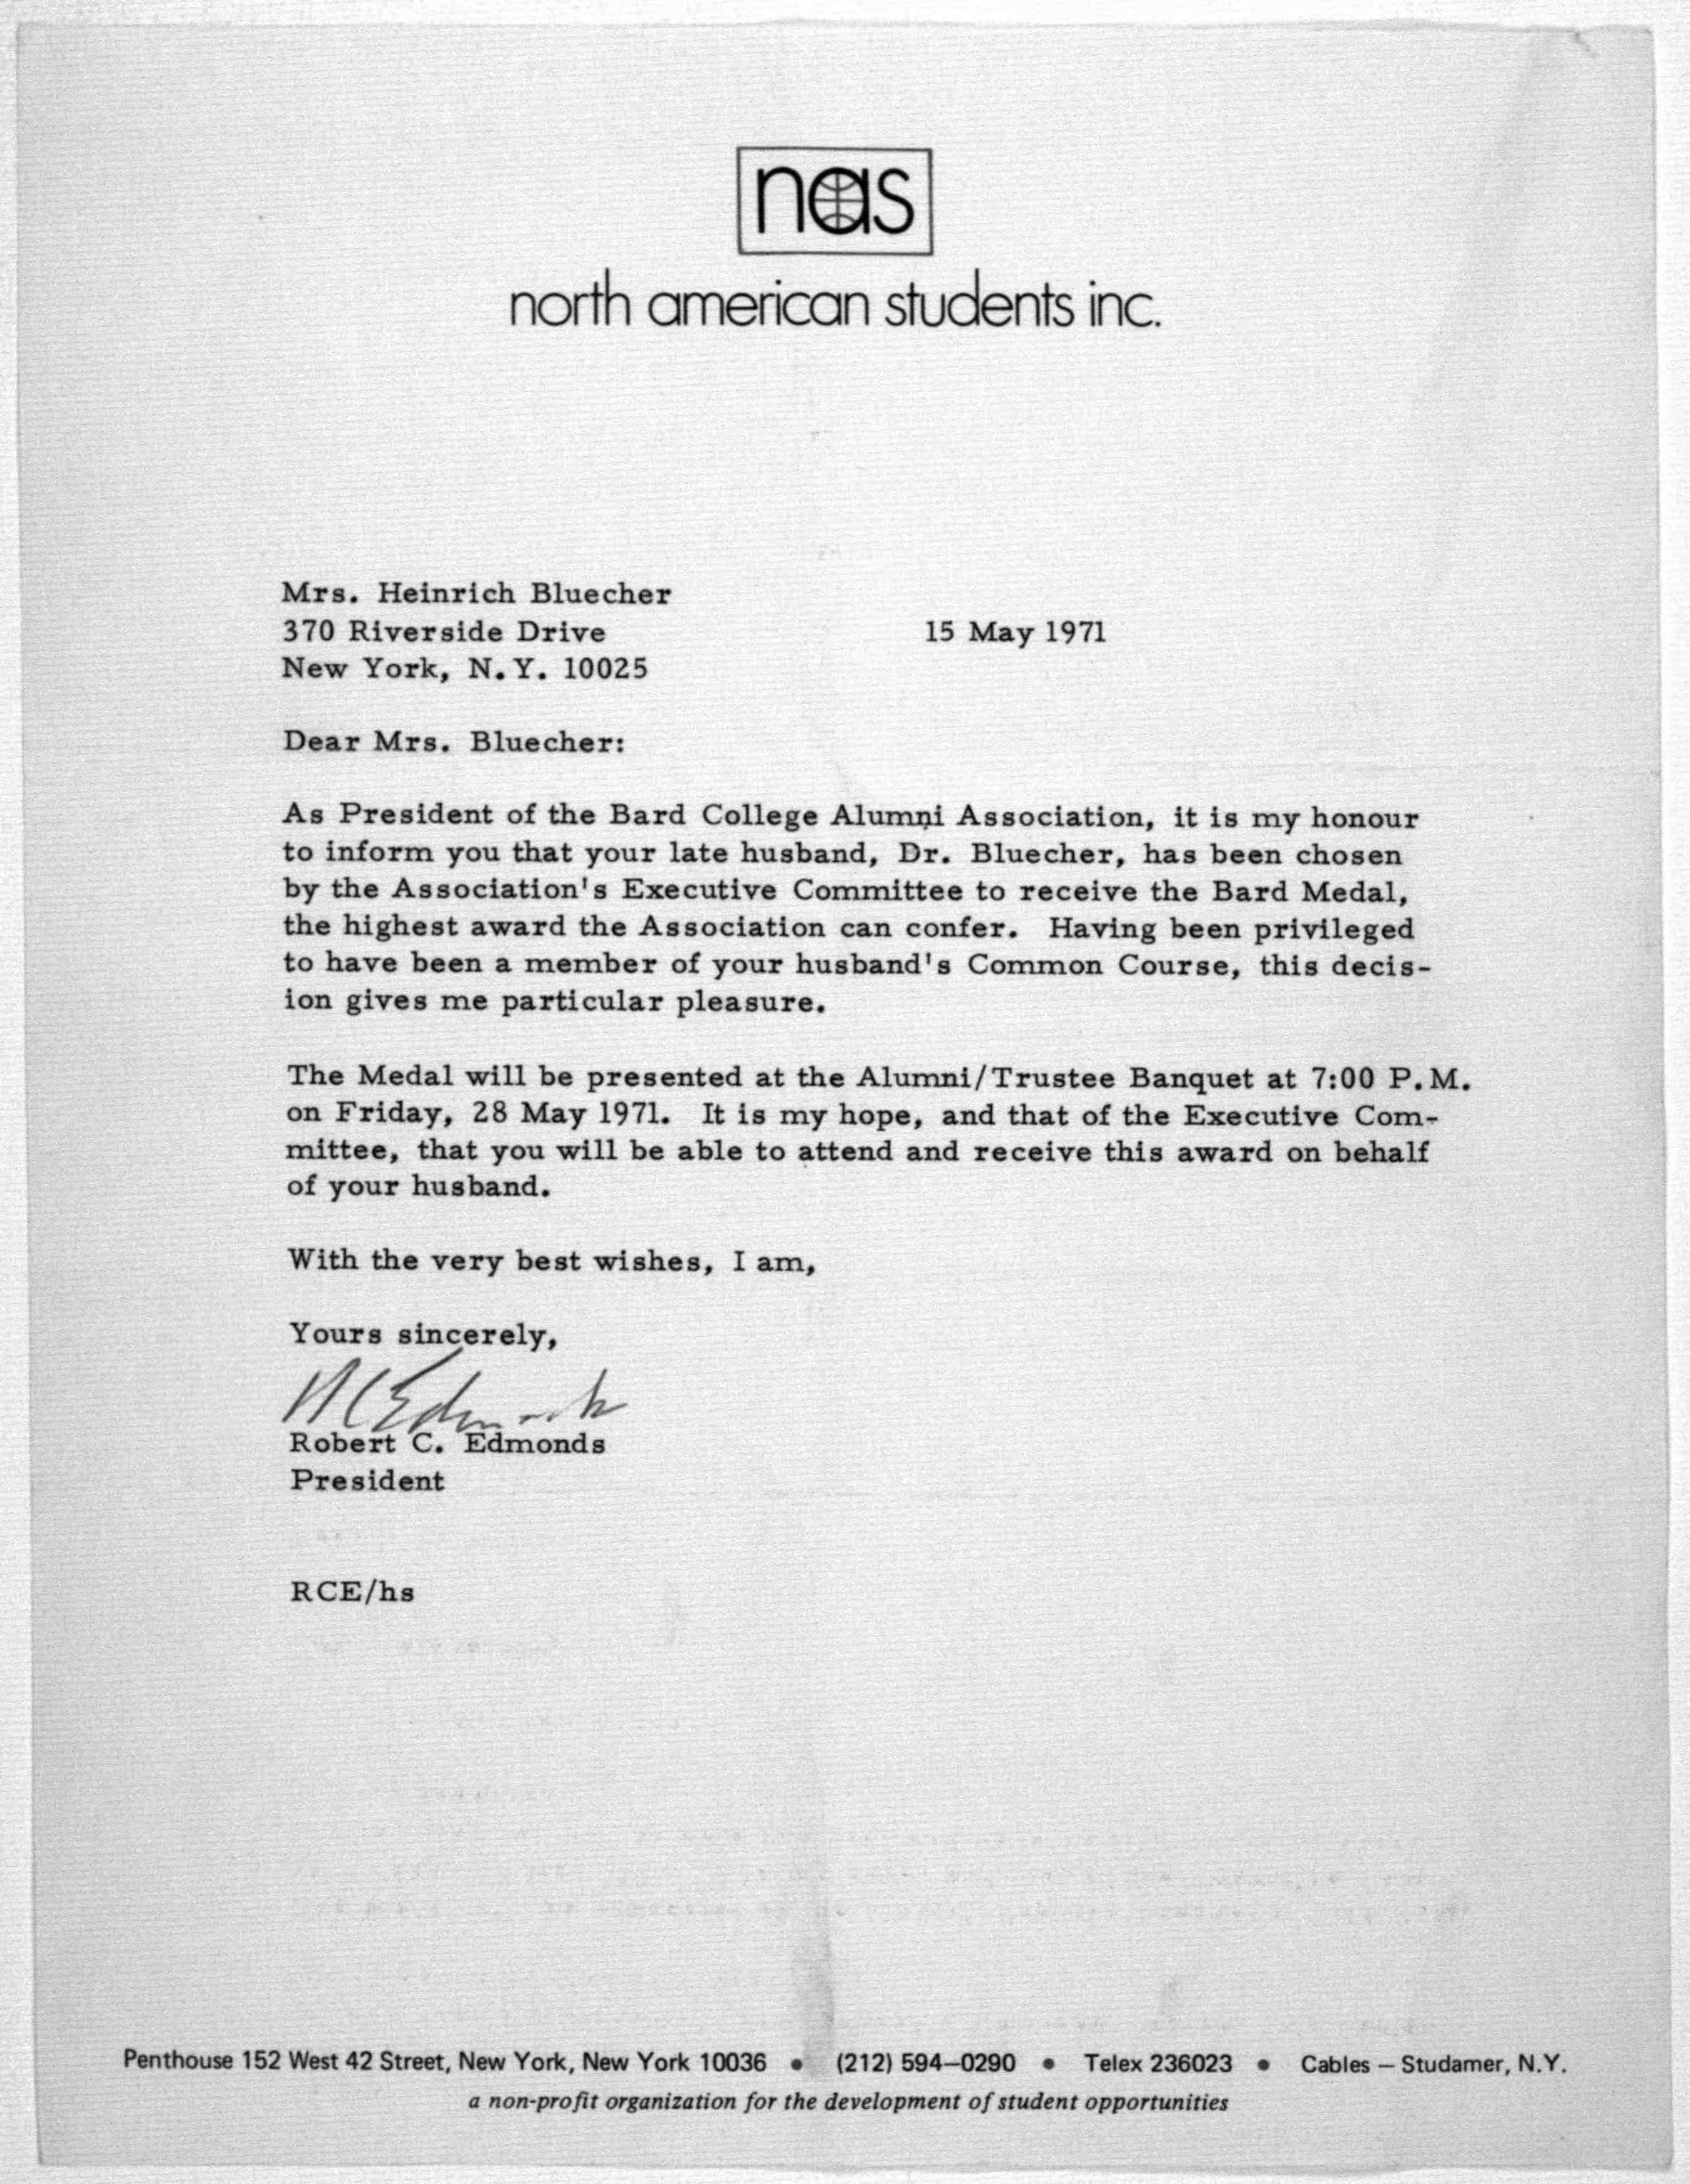 nas
north american students inc.
Mrs. Heinrich Bluecher
370 Riverside Drive
15 May 1971
New York, N.Y. 10025
Dear Mrs. Bluecher:
As President of the Bard College Alumni Association, it is my honour
to inform you that your late husband, Dr. Bluecher, has been chosen
by the Association's Executive Committee to receive the Bard Medal,
the highest award the Association can confer. Having been privileged
to have been a member of your husband's Common Course, this decis-
ion gives me particular pleasure.
The Medal will be presented at the Alumni/Trustee Banquet at 7:00 P.M.
on Friday, 28 May 1971. It is my hope, and that of the Executive Com-
mittee, that you will be able to attend and receive this award on behalf
of your husband.
With the very best wishes, I am,
Yours sincerely,
RCEdmonds
Robert C. Edmonds
President
RCE/hs
Penthouse 152 West 42 Street, New York, New York 10036 • (212) 594–0290 • Telex 236023 • Cables – Studamer, N.Y.
a non-profit organization for the development of student opportunities